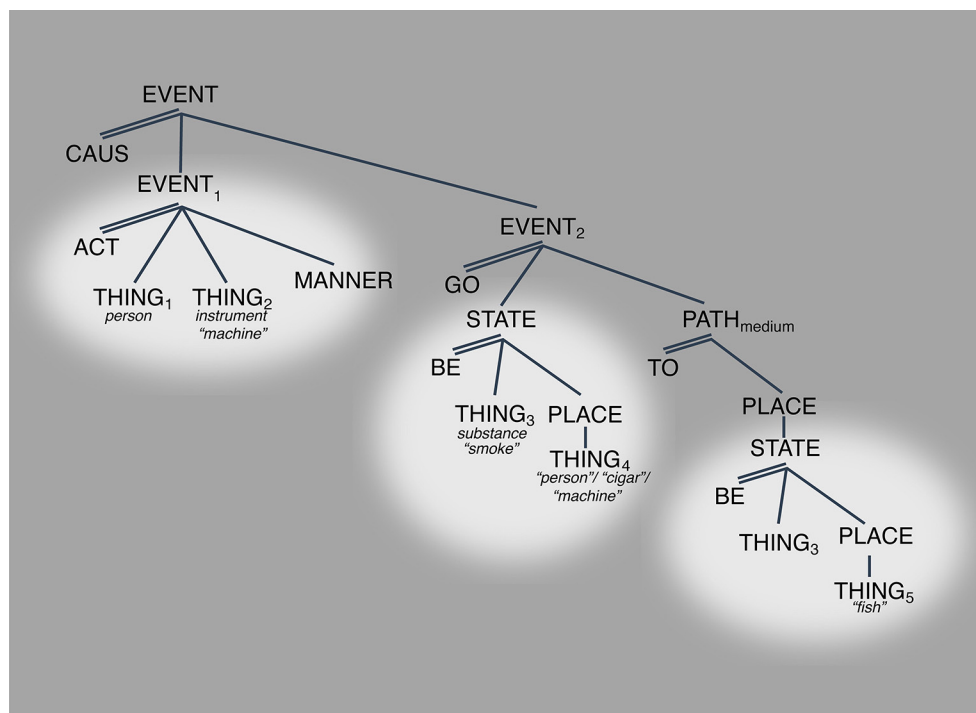 EVENT
CAUS
EVENT1
ACT
THING1
person
THING2
instrument
“machine”
MANNER
EVENT2
GO
STATE
BE
THING3
substance
“smoke”
PLACE
THING4
“person”/ “cigar”/
“machine”
PATHmedium
TO
PLACE
STATE
BE
THING3
PLACE
THING5
“fish”